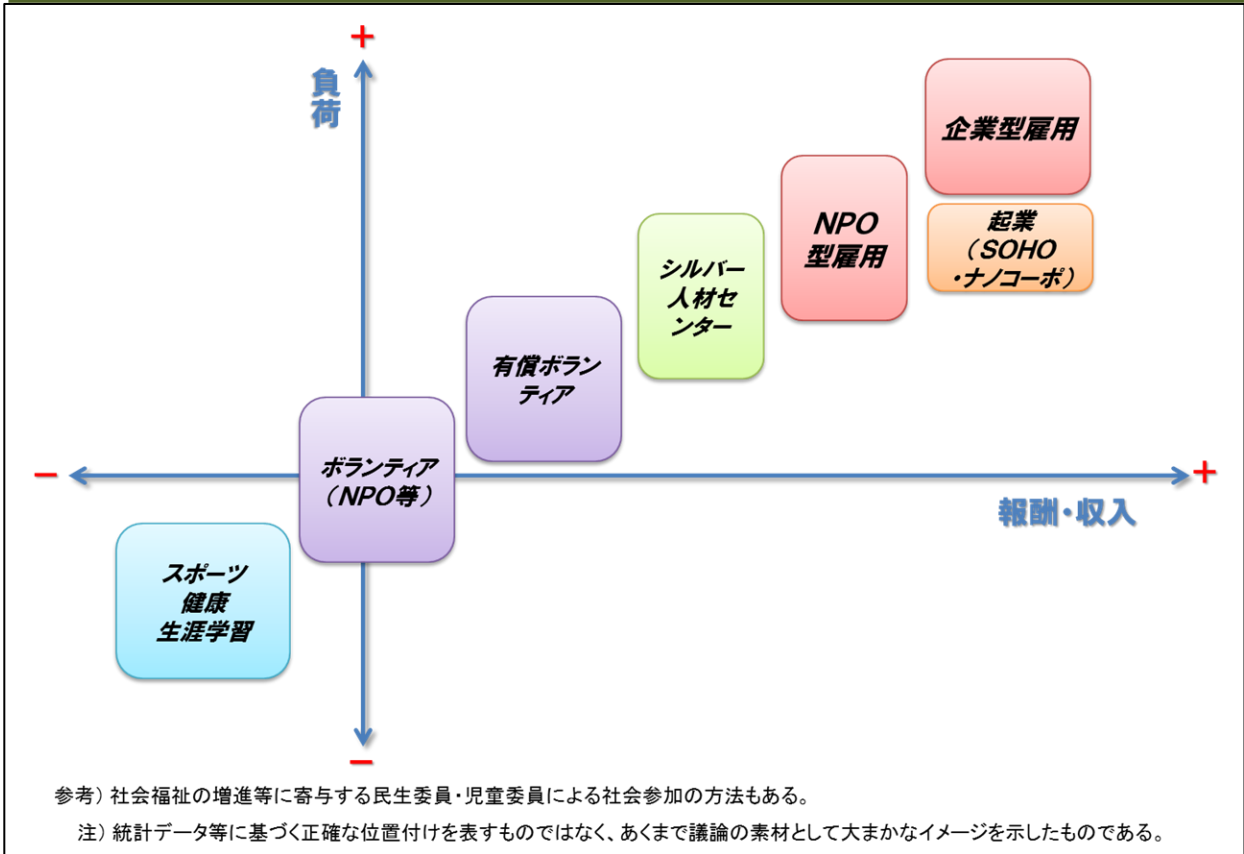 +
負荷
企業型雇用
NPO
型雇用
起業
（SOHO
・ナノコーポ）
シルバー
人材セ
ンター
有償ボラン
ティア
ボランティア
（NPO等）
－
+
報酬・収入
スポーツ
健康
生涯学習
－
参考）社会福祉の増進等に寄与する民生委員・児童委員による社会参加の方法もある。
注）統計データ等に基づく正確な位置付けを表すものではなく、あくまで議論の素材として大まかなイメージを示したものである。